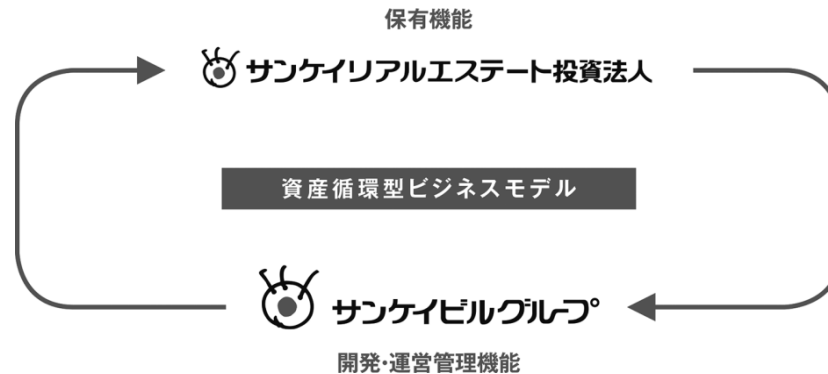 保有機能
サンケイリアルエステート投資法人
資産循環型ビジネスモデル
サンケイビルグループ
開発・運営管理機能